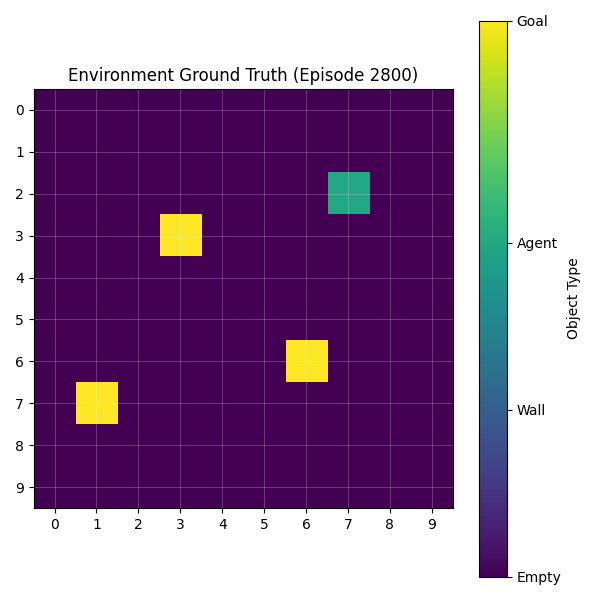 Environment Ground Truth (Episode 2800)
0
1
2
3
4
5
6
7
8
9
0 1 2 3 4 5 6 7 8 9
Goal
Agent
Wall
Empty
Object Type